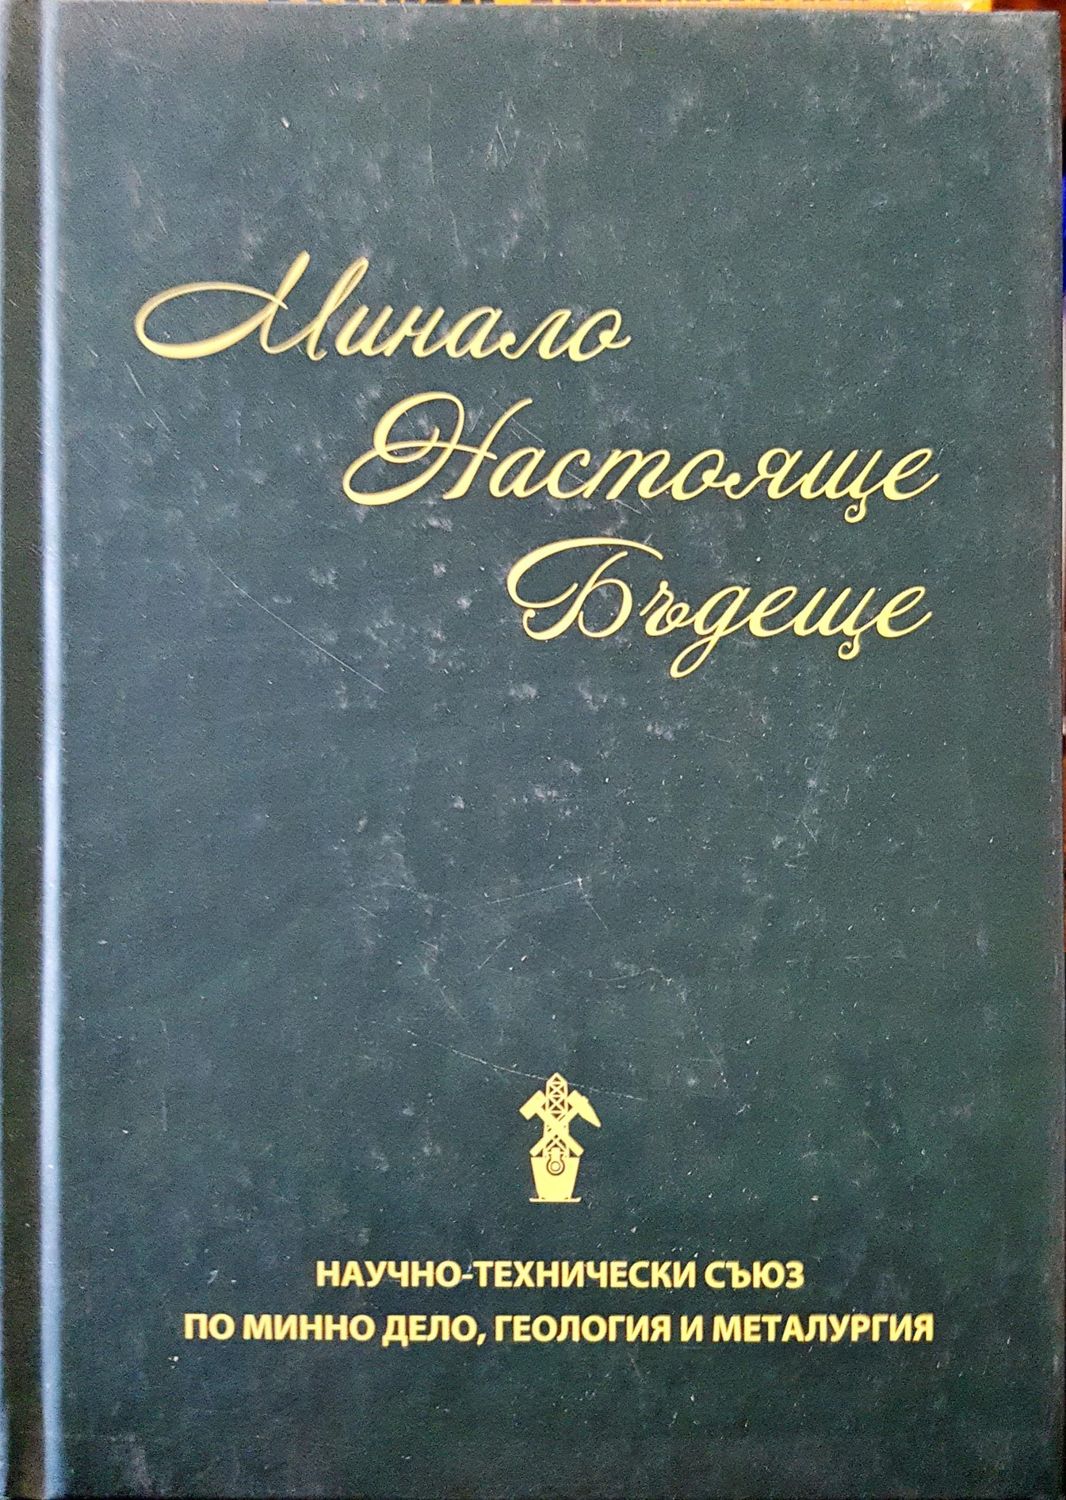 Минало
Настояще
Бъдеще
НАУЧНО-ТЕХНИЧЕСКИ СЪЮЗ
ПО МИННО ДЕЛО, ГЕОЛОГИЯ И МЕТАЛУРГИЯ